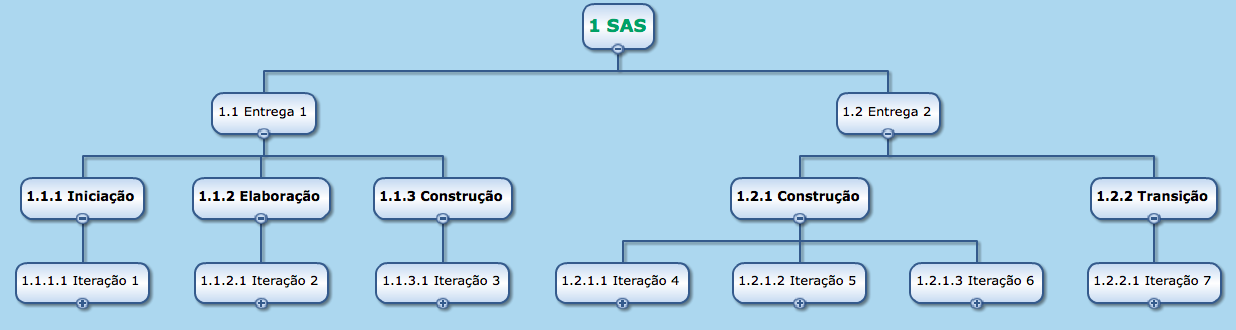 1 SAS
1.1 Entrega 1
1.2 Entrega 2
1.1.1 Iniciação
1.1.2 Elaboração
1.1.3 Construção
1.2.1 Construção
1.2.2 Transição
1.1.1.1 Iteração 1
1.1.2.1 Iteração 2
1.1.3.1 Iteração 3
1.2.1.1 Iteração 4
1.2.1.2 Iteração 5
1.2.1.3 Iteração 6
1.2.2.1 Iteração 7